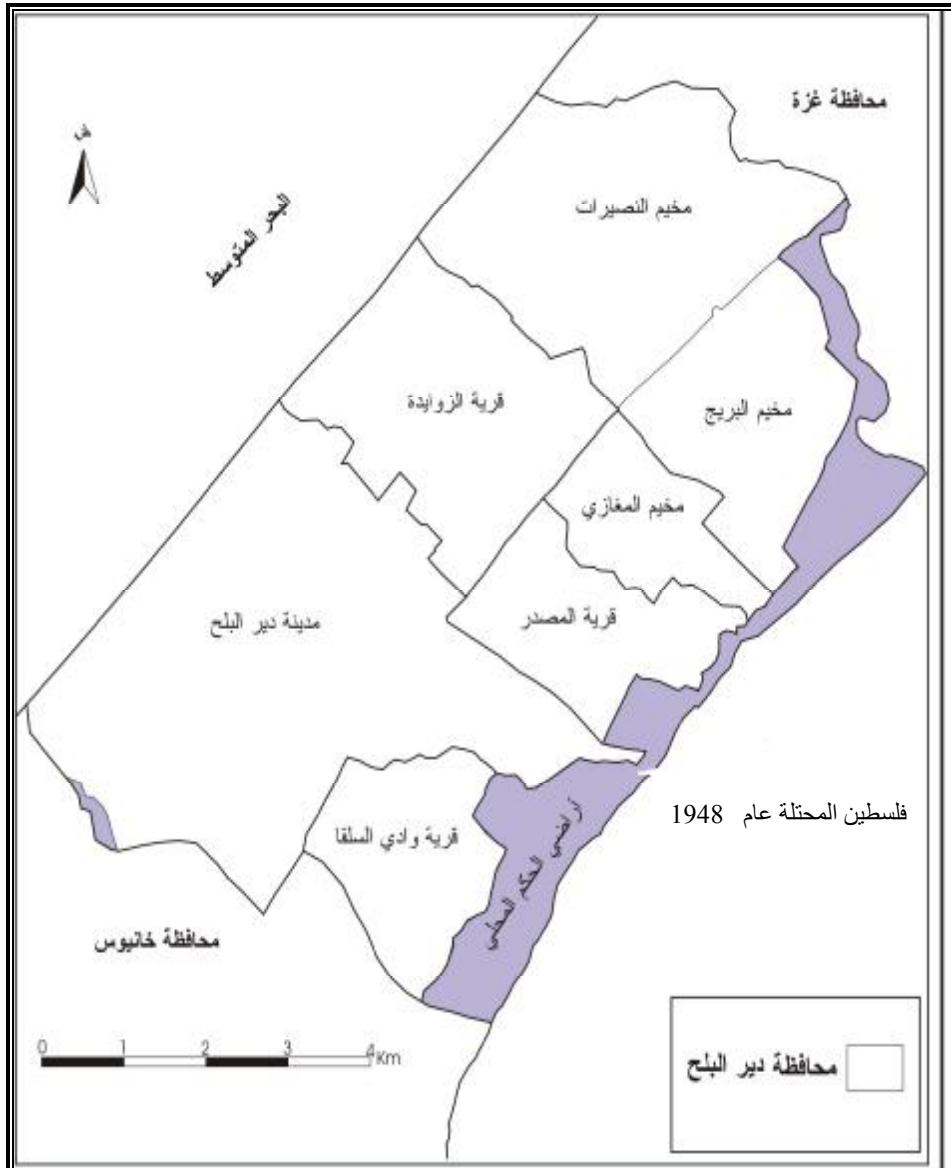 محافظة غزة
مخيم النصيرات
البحر المتوسط
قرية الزوايدة
مخيم البريج
مخيم المغازي
قرية المصدر
مدينة دير البلح
فلسطين المحتلة عام 1948
قرية وادي السلقا
أراضي الحكم المحلي
محافظة خانيوس
0 1 2 3 4 Km
محافظة دير البلح